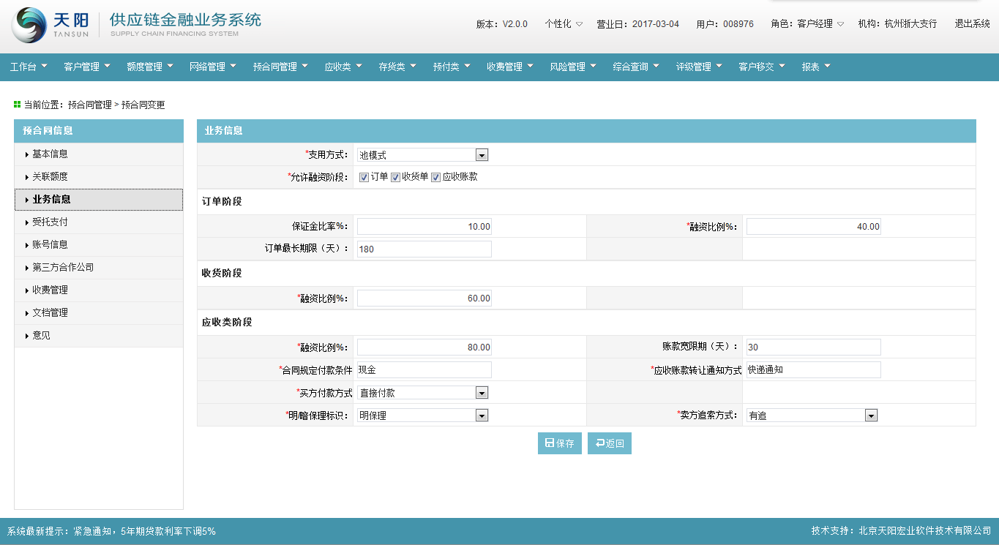 天阳 供应链金融业务系统
TANSUN SUPPLY CHAIN FINANCING SYSTEM
版本：V2.0.0 个性化 营业日：2017-03-04 用户：008976 角色：客户经理 机构：杭州浙大支行 退出系统
工作台 客户管理 额度管理 网络管理 预合同管理 应收类 存货类 预付类 收费管理 风险管理 综合查询 评级管理 客户移交 报表
当前位置：预合同管理 > 预合同变更
预合同信息
基本信息
关联额度
业务信息
受托支付
账号信息
第三方合作公司
收费管理
文档管理
意见
业务信息
*支用方式： 池模式
*允许融资阶段： 订单 收货单 应收账款
订单阶段
保证金比率%： 10.00 *融资比例%： 40.00
订单最长期限（天）： 180
收货阶段
*融资比例%： 60.00
应收类阶段
*融资比例%： 80.00 账款宽限期（天）： 30
*合同规定付款条件 现金 *应收账款转让通知方式 快递通知
*买方付款方式 直接付款
*明/暗保理标识： 明保理 *卖方追索方式： 有追
保存 返回
系统最新提示：紧急通知，5年期贷款利率下调5% 技术支持：北京天阳宏业软件技术有限公司